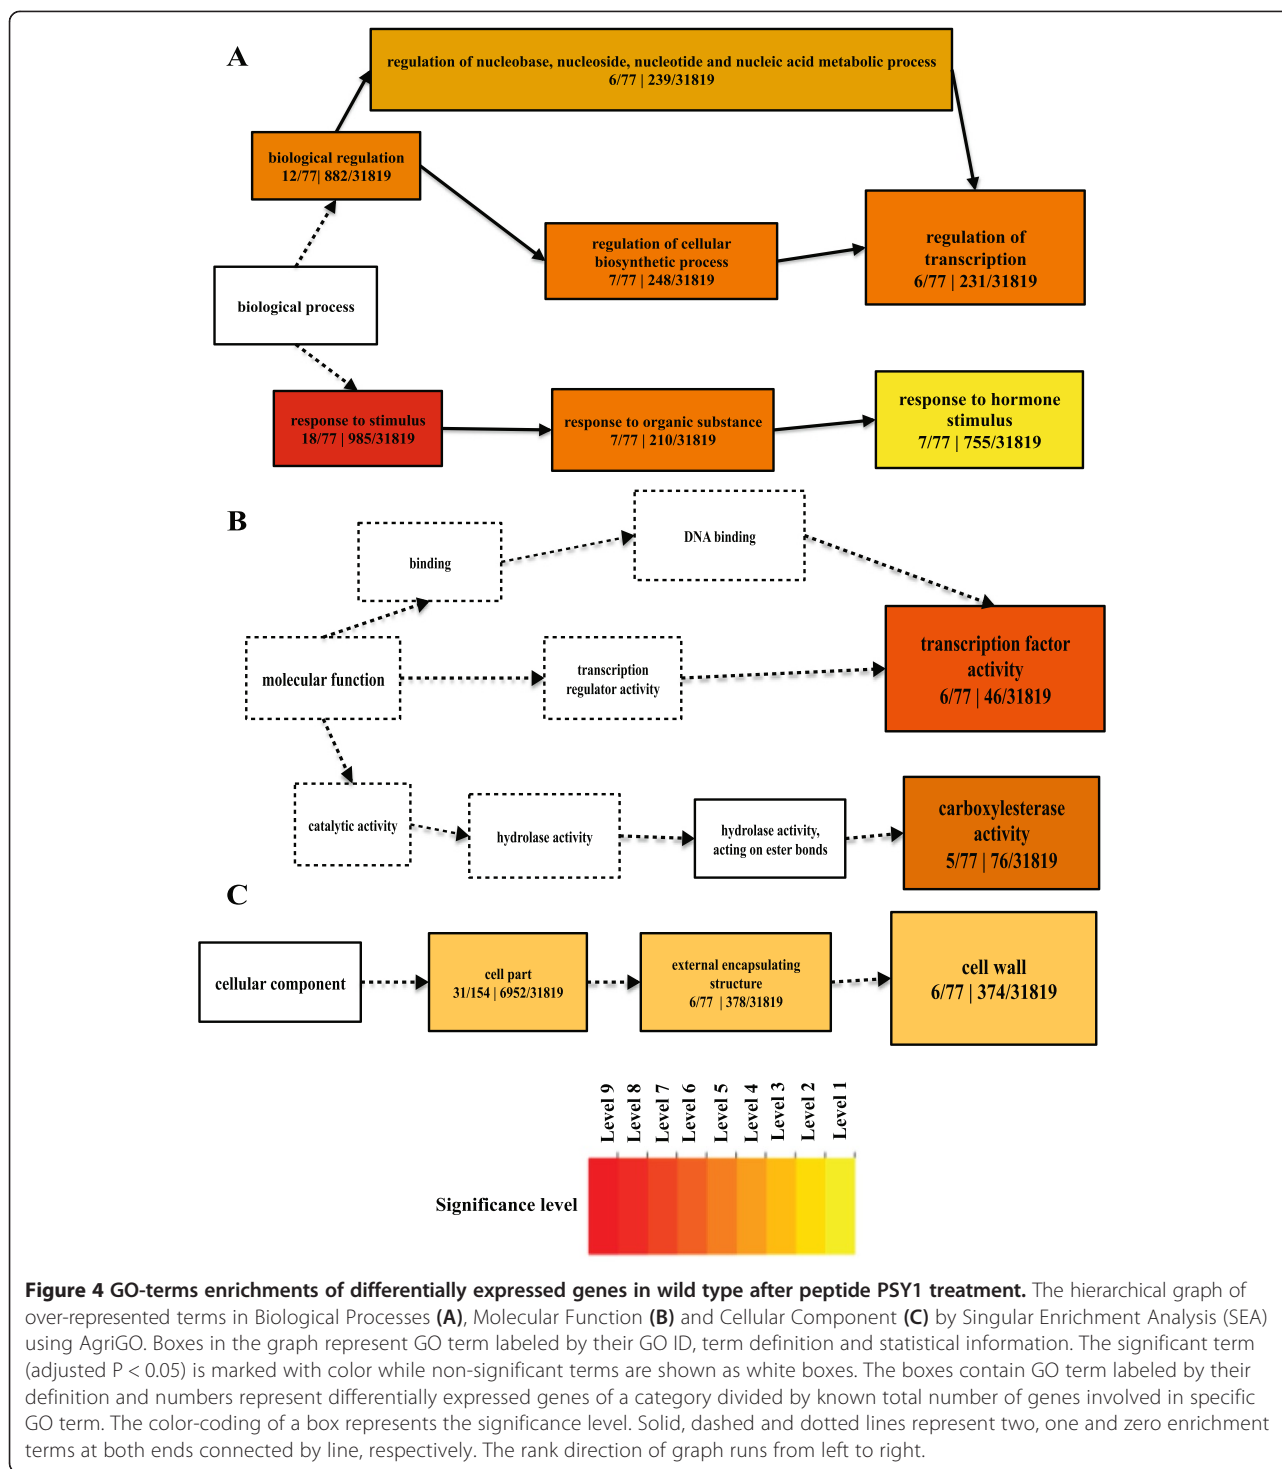 A
regulation of nucleobase, nucleoside, nucleotide and nucleic acid metabolic process
6/77 | 239/31819
biological regulation
12/77| 882/31819
regulation of cellular
biosynthetic process
7/77 | 248/31819
regulation of
transcription
6/77 | 231/31819
biological process
response to stimulus
18/77 | 985/31819
response to organic substance
7/77 | 210/31819
response to hormone
stimulus
7/77 | 755/31819
B
binding
DNA binding
molecular function
transcription
regulator activity
transcription factor
activity
6/77 | 46/31819
catalytic activity
hydrolase activity
hydrolase activity,
acting on ester bonds
carboxylesterase
activity
5/77 | 76/31819
C
cellular component
cell part
31/154 | 6952/31819
external encapsulating
structure
6/77 | 378/31819
cell wall
6/77 | 374/31819
Level 9
Level 8
Level 7
Level 6
Level 5
Level 4
Level 3
Level 2
Level 1
Significance level
Figure 4 GO-terms enrichments of differentially expressed genes in wild type after peptide PSY1 treatment. The hierarchical graph of
over-represented terms in Biological Processes (A), Molecular Function (B) and Cellular Component (C) by Singular Enrichment Analysis (SEA)
using AgriGO. Boxes in the graph represent GO term labeled by their GO ID, term definition and statistical information. The significant term
(adjusted P < 0.05) is marked with color while non-significant terms are shown as white boxes. The boxes contain GO term labeled by their
definition and numbers represent differentially expressed genes of a category divided by known total number of genes involved in specific
GO term. The color-coding of a box represents the significance level. Solid, dashed and dotted lines represent two, one and zero enrichment
terms at both ends connected by line, respectively. The rank direction of graph runs from left to right.